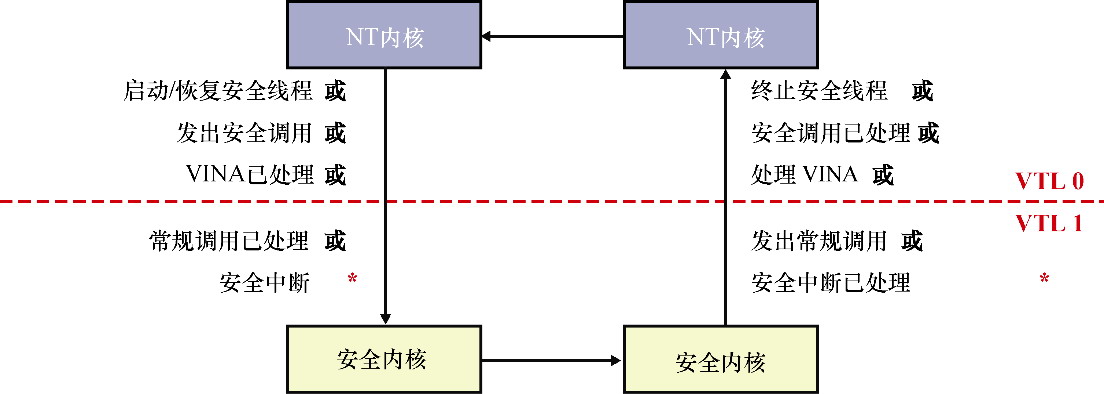 NT内核
NT内核
启动/恢复安全线程 或
终止安全线程 或
发出安全调用 或
安全调用已处理 或
VINA已处理 或
处理 VINA 或
VTL 0
VTL 1
常规调用已处理 或
发出常规调用 或
安全中断 *
安全中断已处理 *
安全内核
安全内核